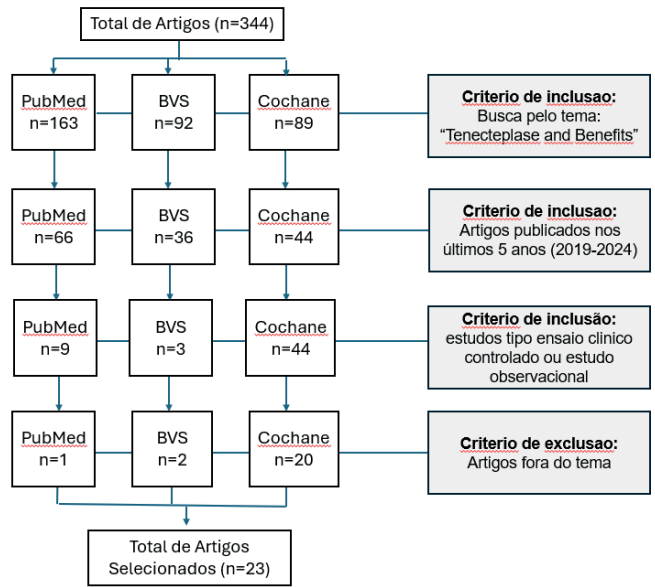 Total de Artigos (n=344)
PubMed
n=163
BVS
n=92
Cochane
n=89
Criterio de inclusao:
Busca pelo tema:
“Tenecteplase and Benefits”
PubMed
n=66
BVS
n=36
Cochane
n=44
Criterio de inclusao:
Artigos publicados nos
últimos 5 anos (2019-2024)
PubMed
n=9
BVS
n=3
Cochane
n=44
Criterio de inclusão:
estudos tipo ensaio clinico
controlado ou estudo
observacional
PubMed
n=1
BVS
n=2
Cochane
n=20
Criterio de exclusao:
Artigos fora do tema
Total de Artigos
Selecionados (n=23)